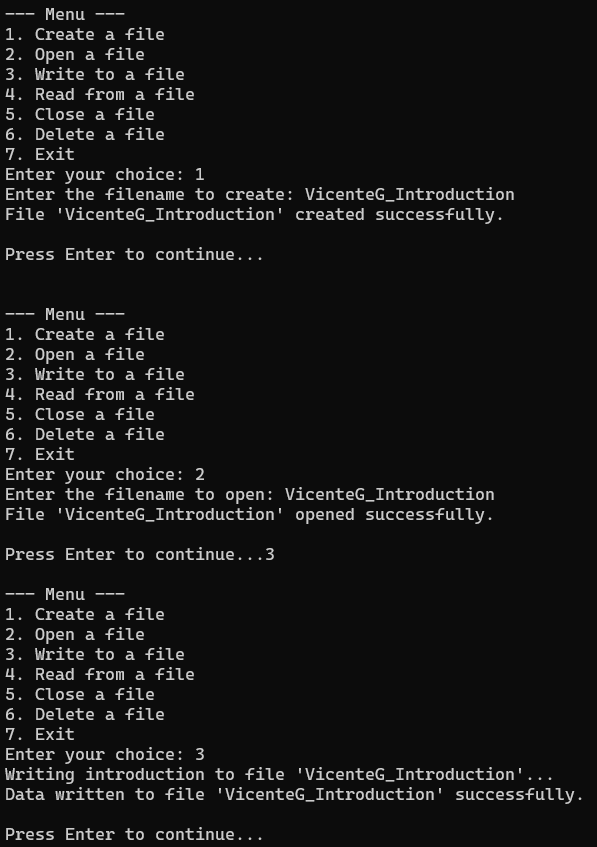 --- Menu ---
1. Create a file
2. Open a file
3. Write to a file
4. Read from a file
5. Close a file
6. Delete a file
7. Exit
Enter your choice: 1
Enter the filename to create: VicenteG_Introduction
File 'VicenteG_Introduction' created successfully.
Press Enter to continue...
--- Menu ---
1. Create a file
2. Open a file
3. Write to a file
4. Read from a file
5. Close a file
6. Delete a file
7. Exit
Enter your choice: 2
Enter the filename to open: VicenteG_Introduction
File 'VicenteG_Introduction' opened successfully.
Press Enter to continue...3
--- Menu ---
1. Create a file
2. Open a file
3. Write to a file
4. Read from a file
5. Close a file
6. Delete a file
7. Exit
Enter your choice: 3
Writing introduction to file 'VicenteG_Introduction'...
Data written to file 'VicenteG_Introduction' successfully.
Press Enter to continue...